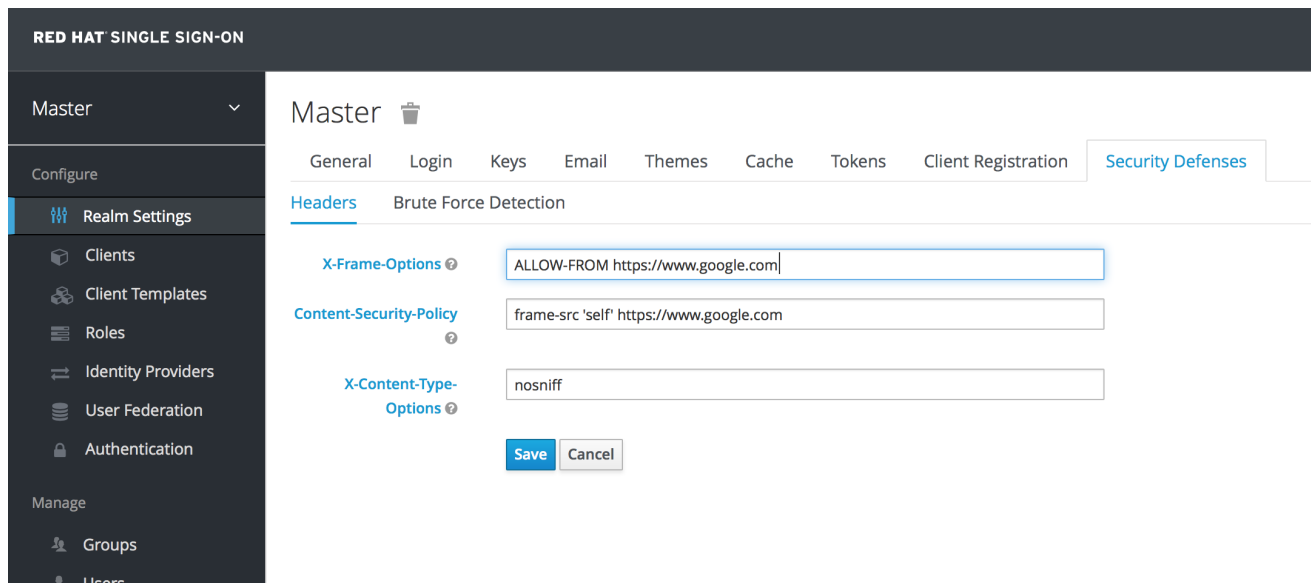 RED HAT® SINGLE SIGN-ON
Master
Master
General Login Keys Email Themes Cache Tokens Client Registration Security Defenses
Configure
Headers Brute Force Detection
Realm Settings
X-Frame-Options ALLOW-FROM https://www.google.com
Clients
Client Templates
Content-Security-Policy frame-src 'self' https://www.google.com
Roles
Identity Providers
X-Content-Type-
Options nosniff
User Federation
Authentication
Save Cancel
Manage
Groups
Users